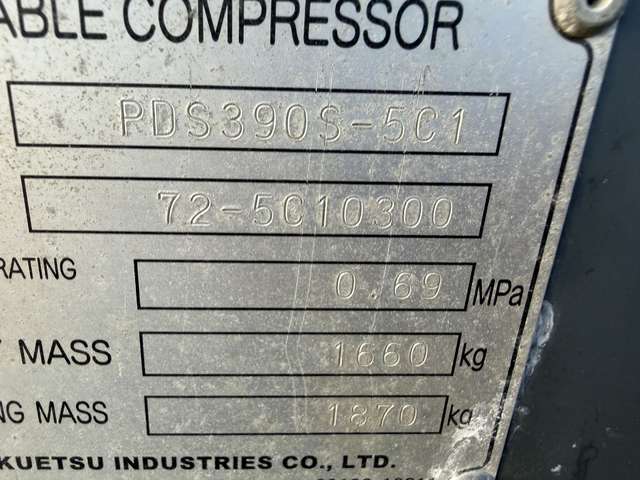 ABLE COMPRESSOR
PDS390S-5C1
72-5C10300
RATING 0.69 MPa
MASS 1660 kg
NG MASS 1870 kg
KUETSU INDUSTRIES CO., LTD.